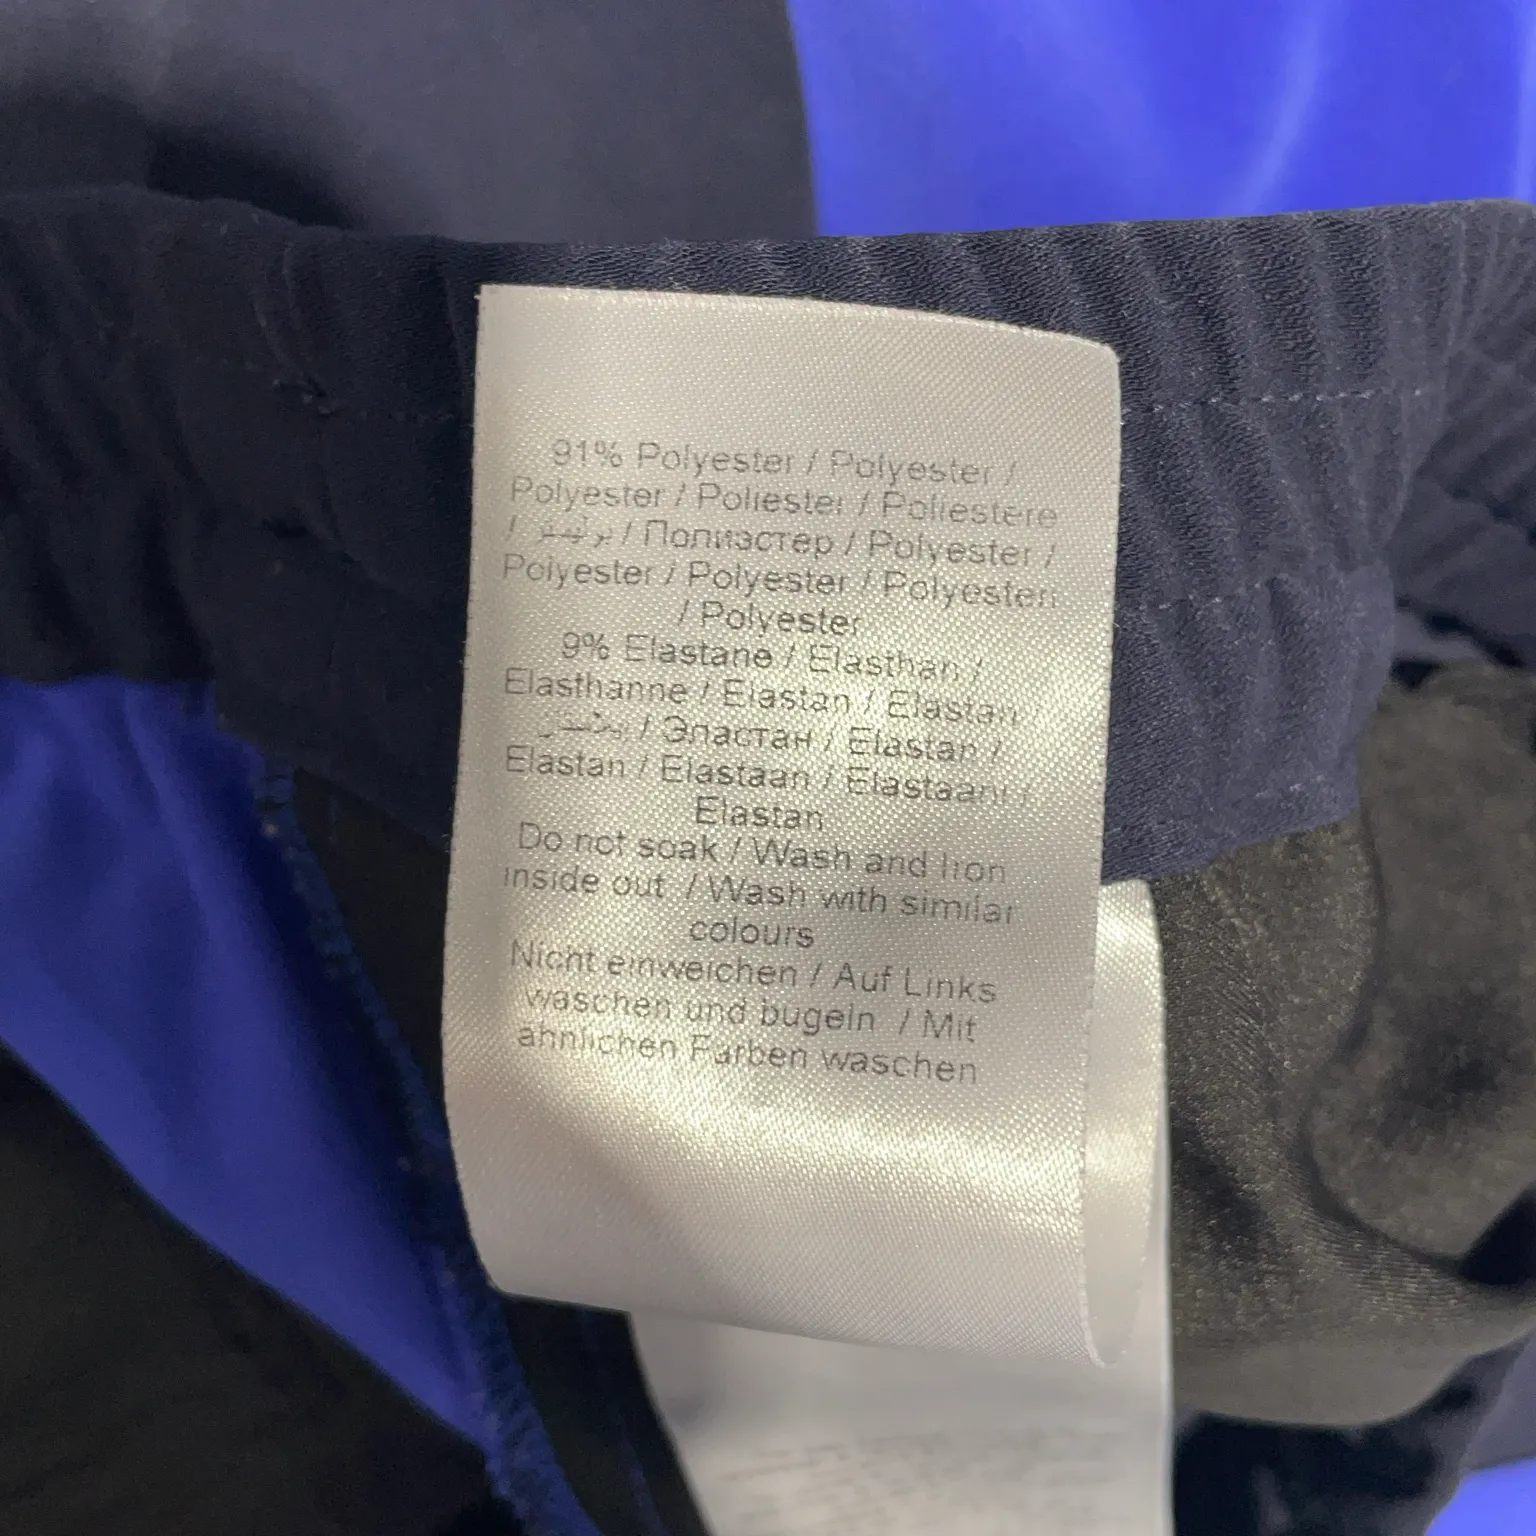 91% Polyester / Polyester /
Polyester / Poliester / Poliestere
/ / Полиэстер / Polyester /
Polyester / Polyester / Polyesteri
/ Polyester
9% Elastane / Elasthan /
Elasthanne / Elastan / Elastan
/ Эластан / Elastan /
Elastan / Elastaan / Elastaani /
Elastan
Do not soak / Wash and Iron
inside out / Wash with similar
colours
Nicht einweichen / Auf Links
waschen und bugeln / Mit
ahnlichen Farben waschen